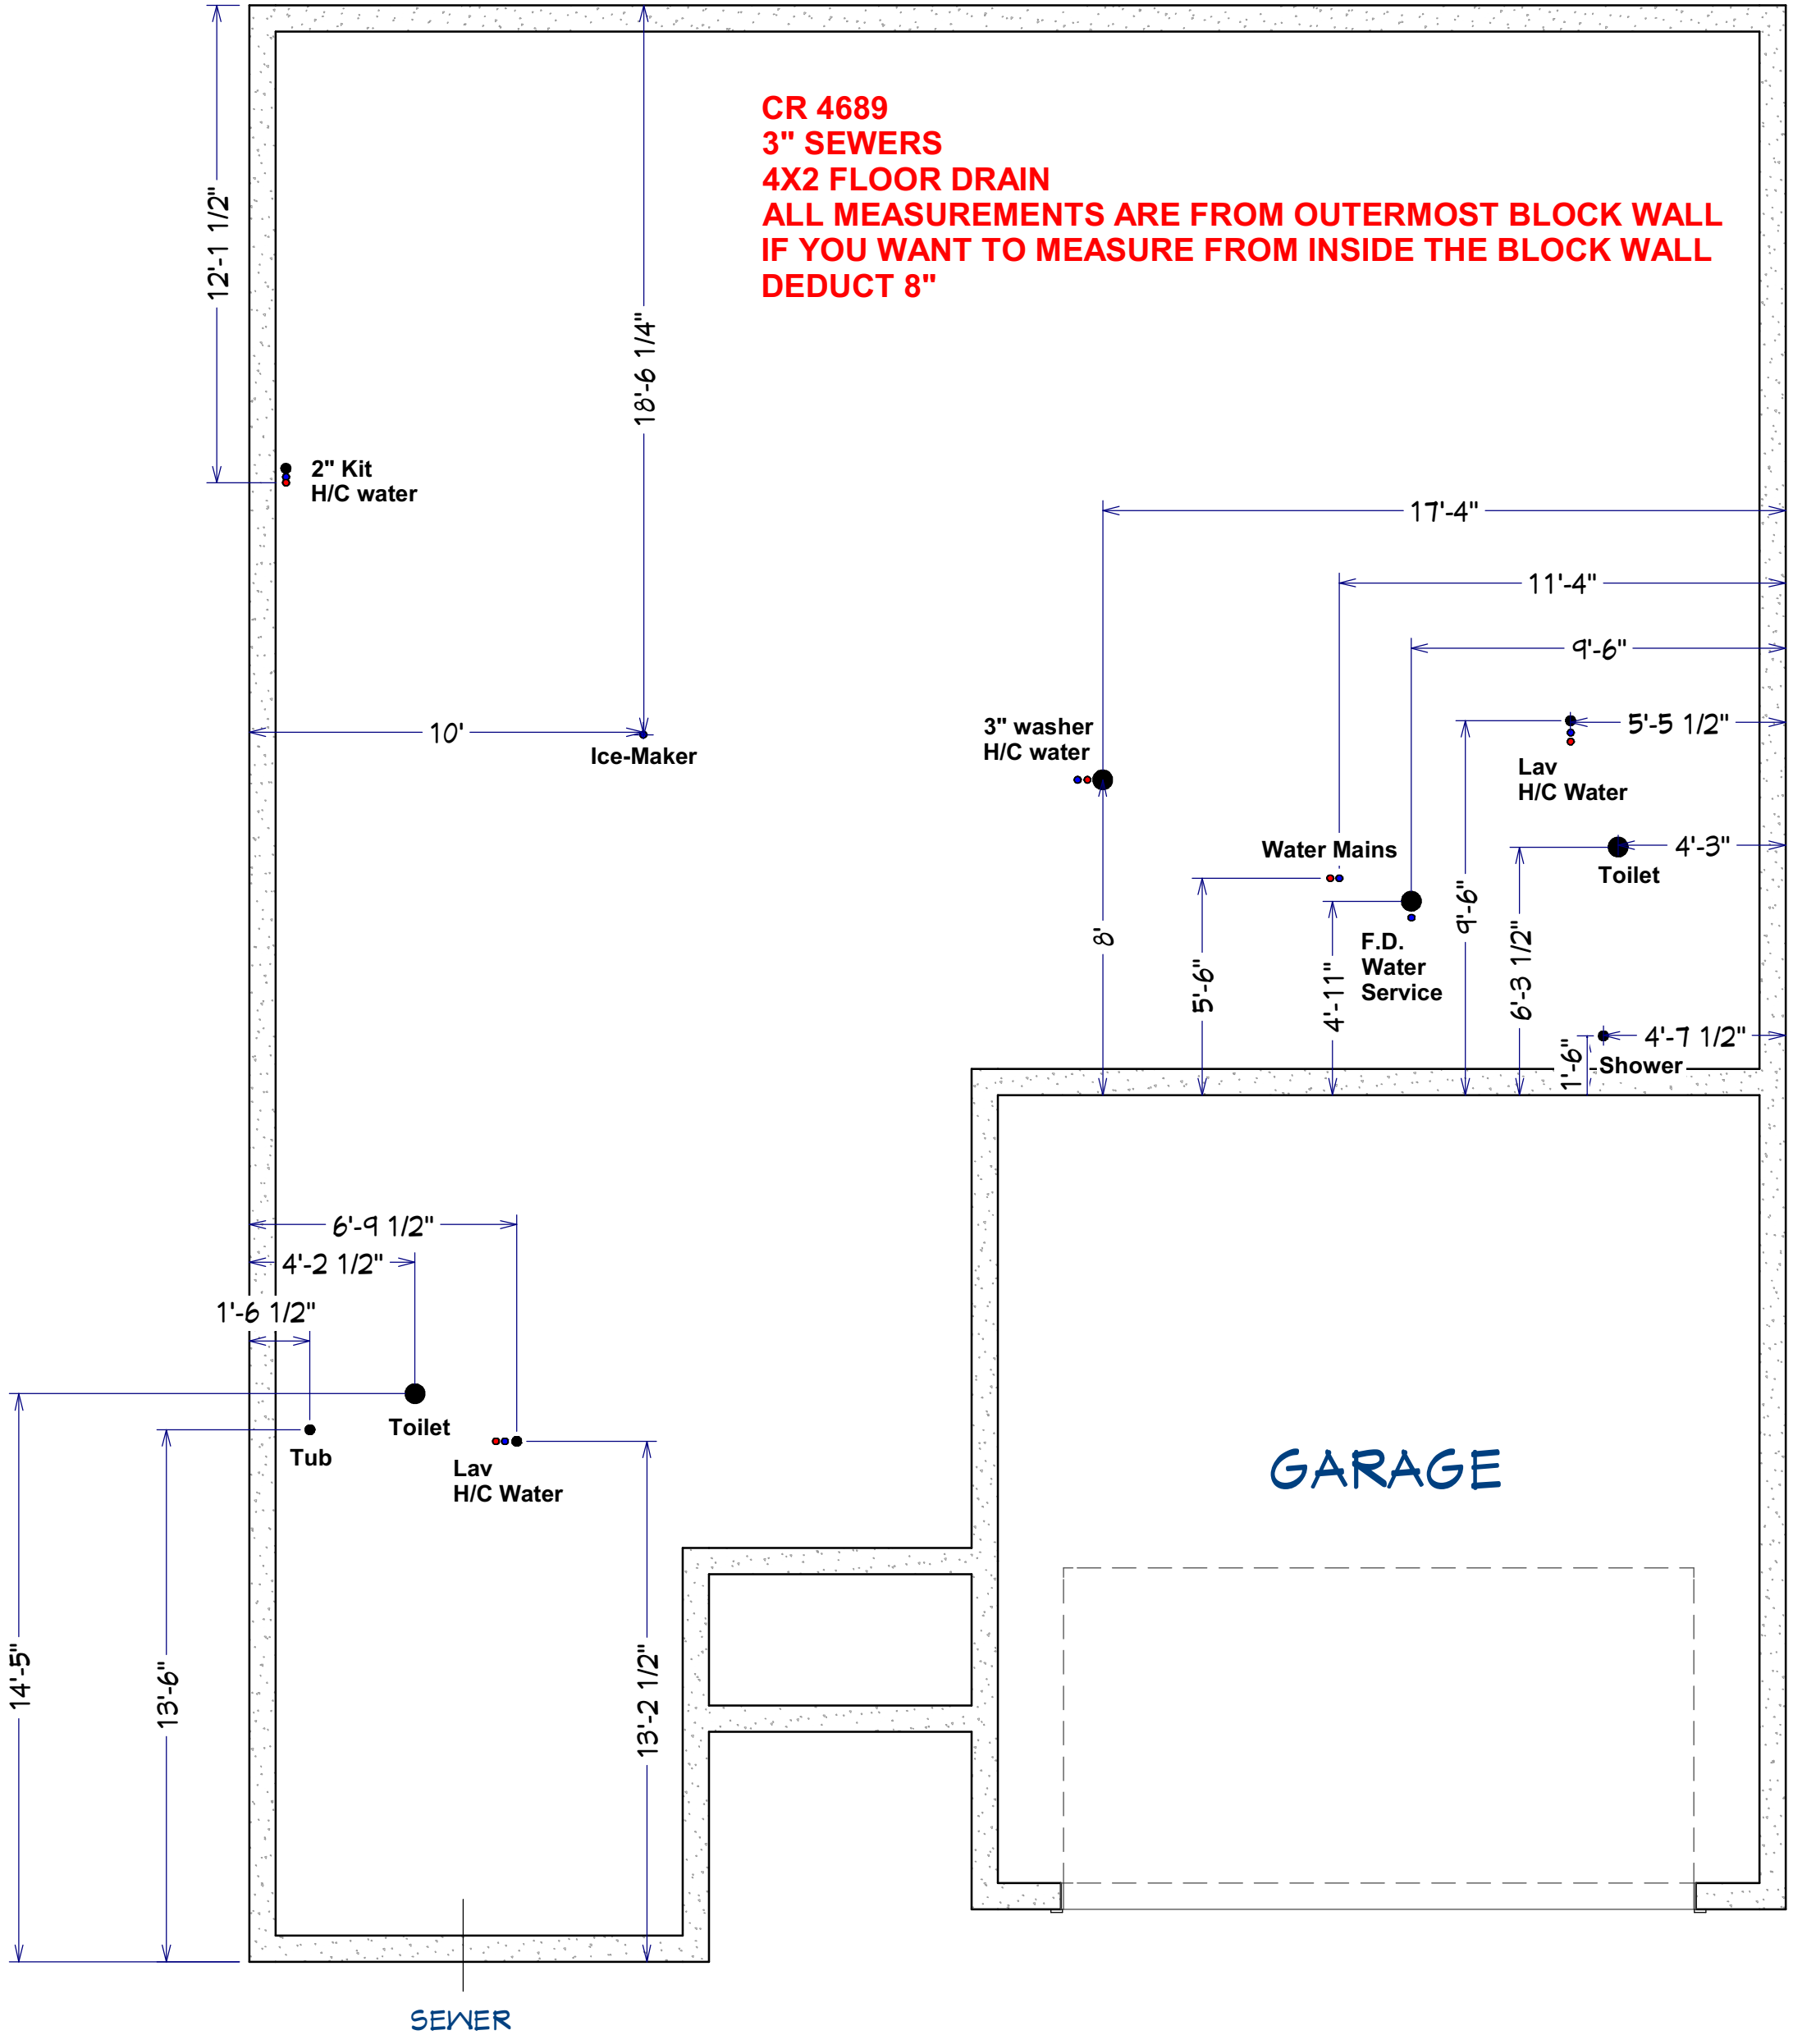 CR 4689
3" SEWERS
4X2 FLOOR DRAIN
ALL MEASUREMENTS ARE FROM OUTERMOST BLOCK WALL
IF YOU WANT TO MEASURE FROM INSIDE THE BLOCK WALL
DEDUCT 8"
12'-1 1/2"
18'-6 1/4"
2" Kit
H/C water
17'-4"
11'-4"
9'-6"
10'
Ice-Maker
3" washer
H/C water
5'-5 1/2"
Lav
H/C Water
Water Mains
4'-3"
Toilet
8'
5'-6"
4'-11"
F.D.
Water
Service
9'-6"
6'-3 1/2"
1'-6"
4'-7 1/2"
Shower
6'-9 1/2"
4'-2 1/2"
1'-6 1/2"
Toilet
Tub
Lav
H/C Water
GARAGE
14'-5"
13'-6"
13'-2 1/2"
SEWER